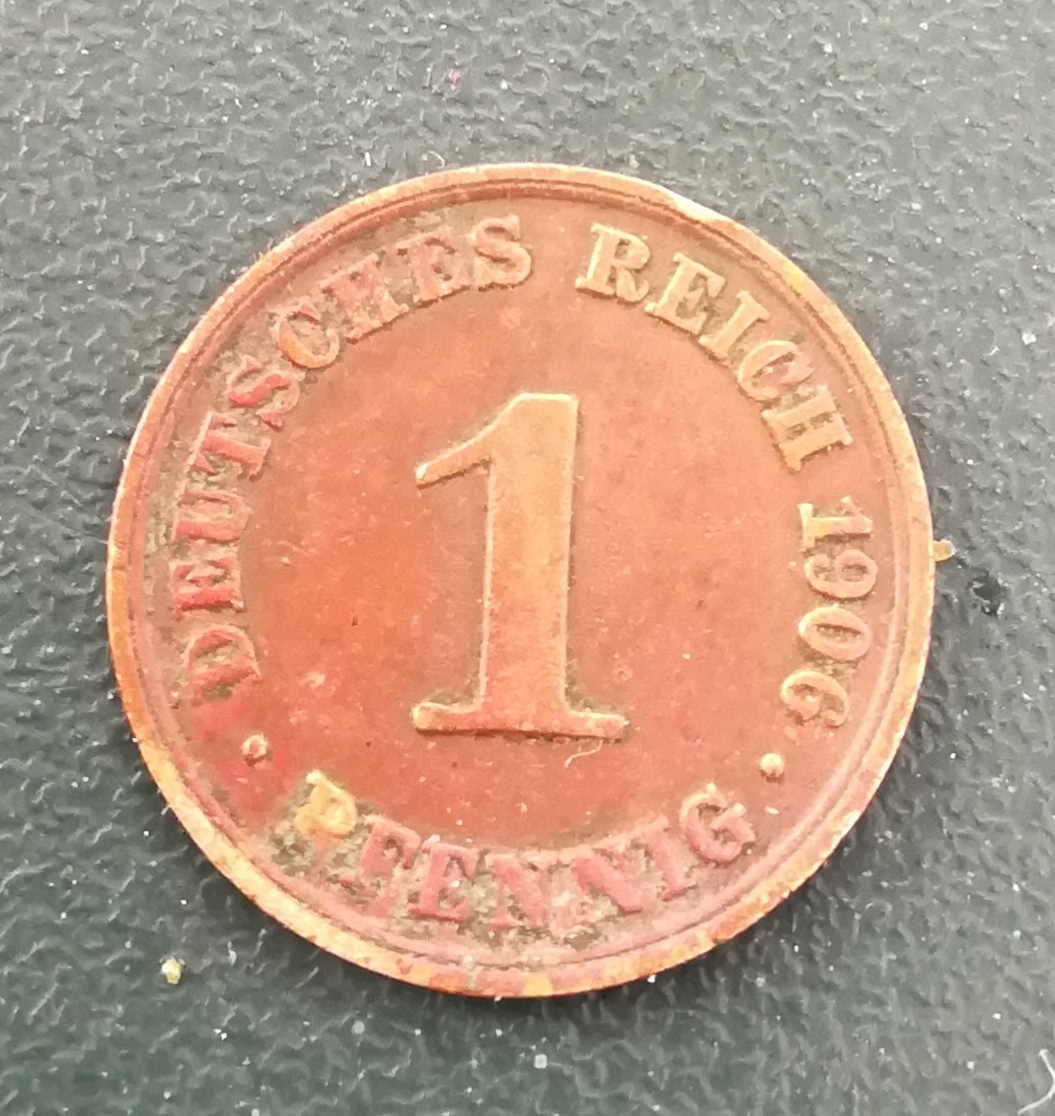 DEUTSCHES REICH 1906
1
PFENNIG